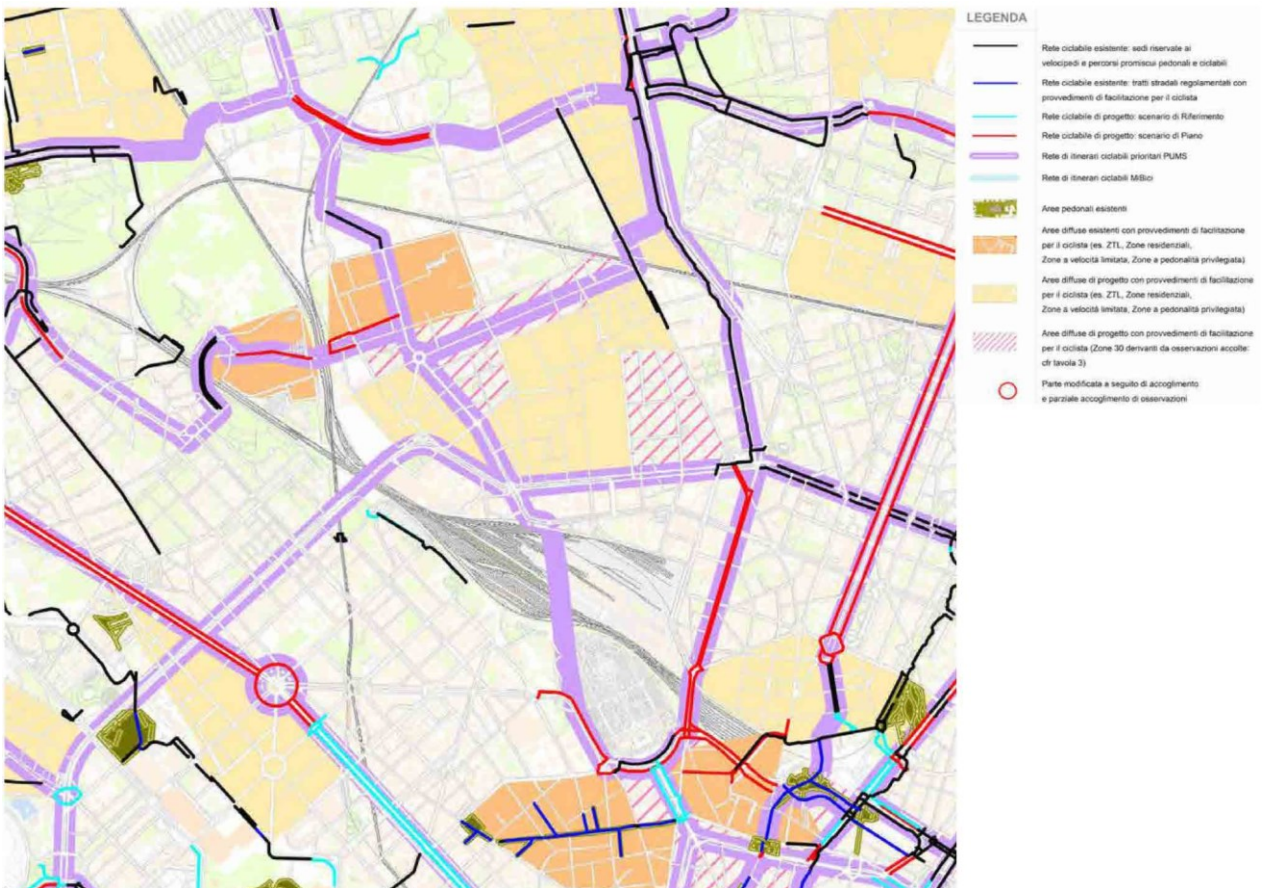 LEGENDA
Rete ciclabile esistente: sedi riservate ai
velocipedi e percorsi promiscui pedonali e ciclabili
Rete ciclabile esistente: tratti stradali regolamentati con
provvedimenti di facilitazione per il ciclista
Rete ciclabile di progetto: scenario di Riferimento
Rete ciclabile di progetto: scenario di Piano
Rete di itinerari ciclabili prioritari PUMS
Rete di itinerari ciclabili MiBici
Aree pedonali esistenti
Aree diffuse esistenti con provvedimenti di facilitazione
per il ciclista (es. ZTL, Zone residenziali,
Zone a velocità limitata, Zone a pedonalità privilegiata)
Aree diffuse di progetto con provvedimenti di facilitazione
per il ciclista (es. ZTL, Zone residenziali,
Zone a velocità limitata, Zone a pedonalità privilegiata)
Aree diffuse di progetto con provvedimenti di facilitazione
per il ciclista (Zone 30 derivanti da osservazioni accolte:
cfr tavola 3)
Parte modificata a seguito di accoglimento
e parziale accoglimento di osservazioni